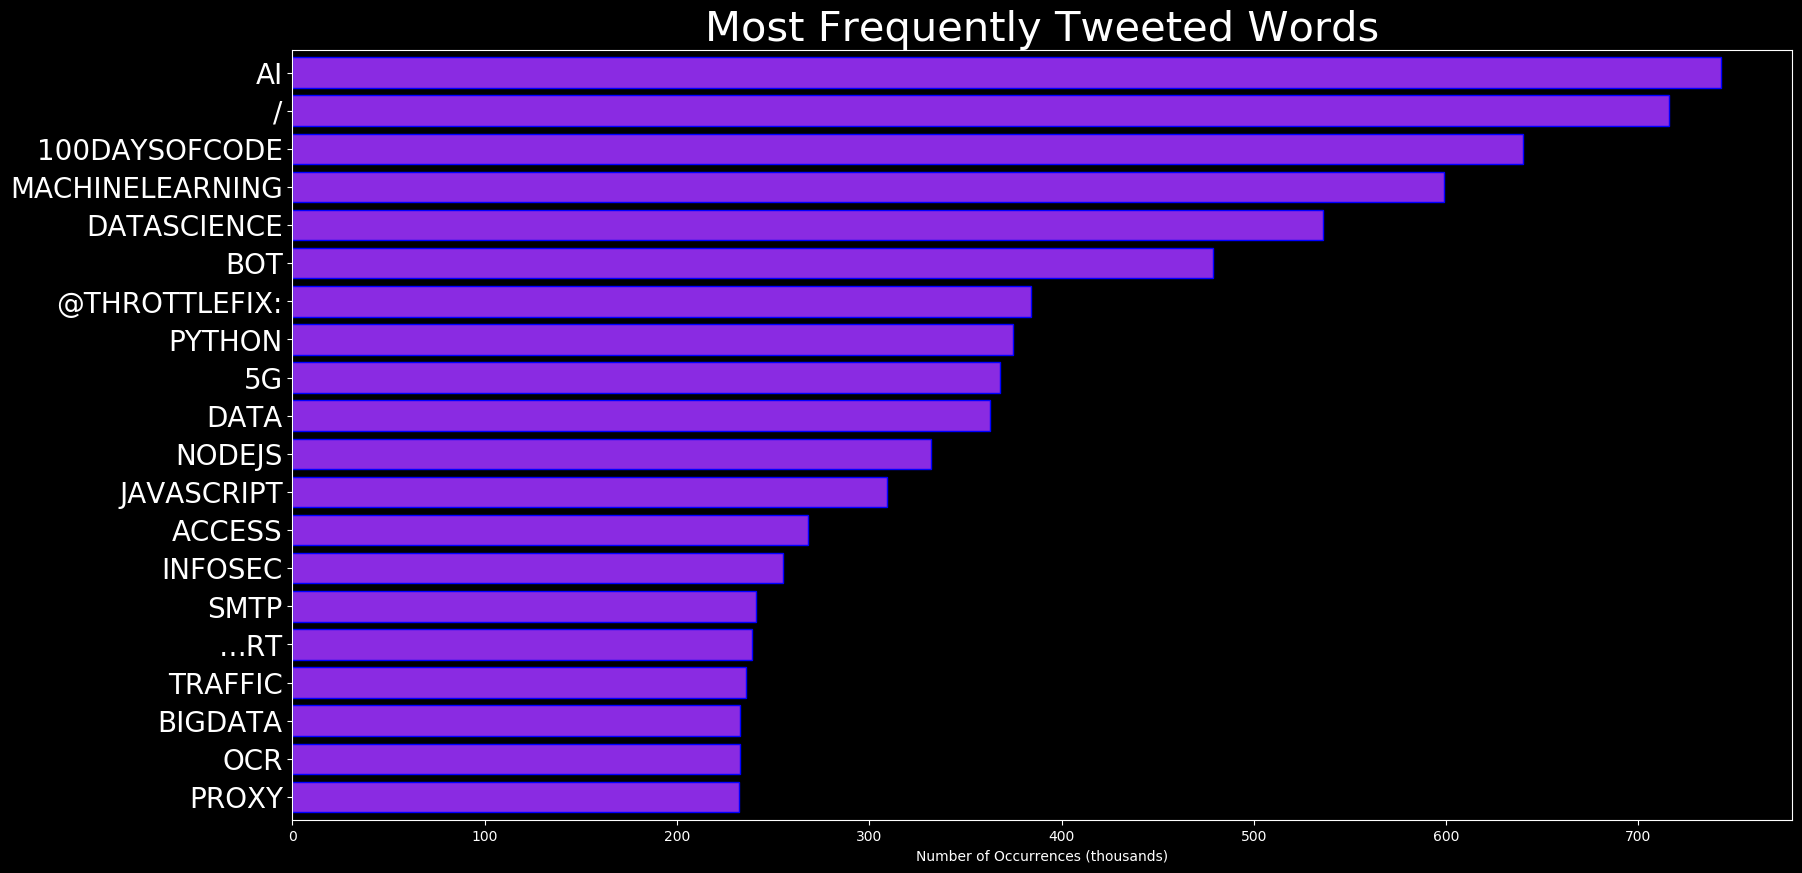 Most Frequently Tweeted Words
AI
/
100DAYSOFCODE
MACHINELEARNING
DATASCIENCE
BOT
@THROTTLEFIX:
PYTHON
5G
DATA
NODEJS
JAVASCRIPT
ACCESS
INFOSEC
SMTP
…RT
TRAFFIC
BIGDATA
OCR
PROXY
0 100 200 300 400 500 600 700
Number of Occurrences (thousands)